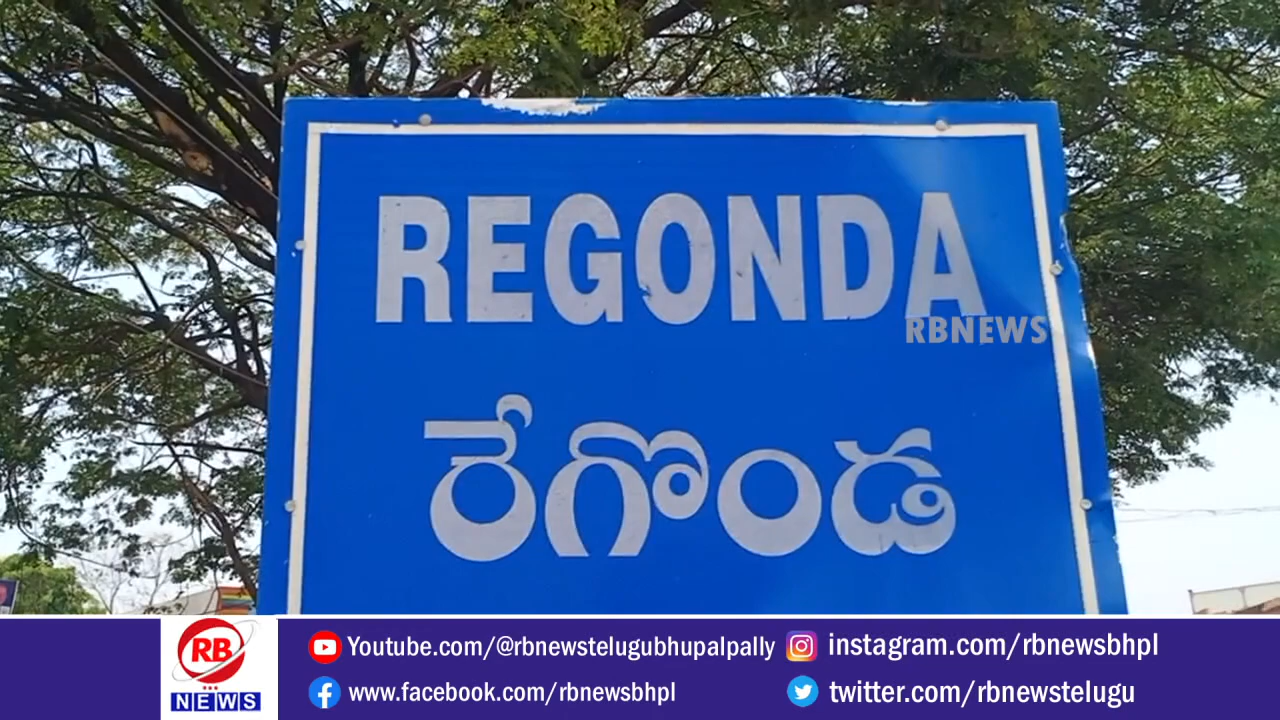 REGONDA
RBNEWS
రేగొండ
RB
NEWS
Youtube.com/@rbnewstelugubhupalpally
instagram.com/rbnewsbhpl
www.facebook.com/rbnewsbhpl
twitter.com/rbnewstelugu